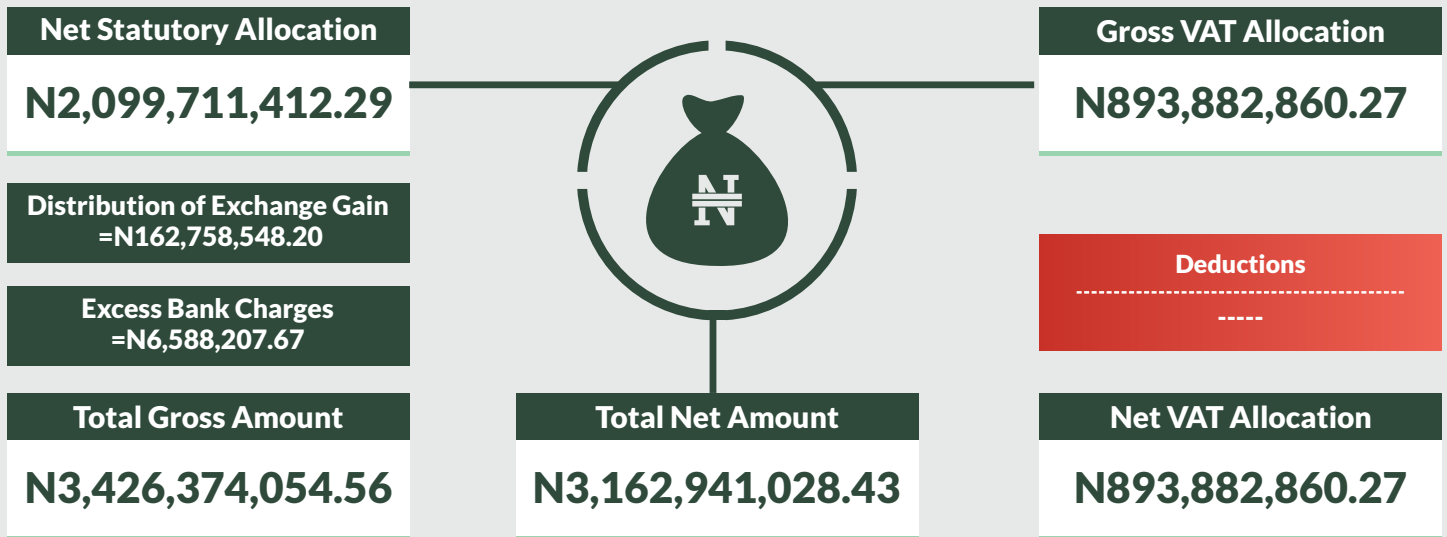 Net Statutory Allocation
N2,099,711,412.29
Distribution of Exchange Gain
=N162,758,548.20
Excess Bank Charges
=N6,588,207.67
Total Gross Amount
N3,426,374,054.56
₦
Total Net Amount
N3,162,941,028.43
Gross VAT Allocation
N893,882,860.27
Deductions
--------------------------------------------
-----
Net VAT Allocation
N893,882,860.27